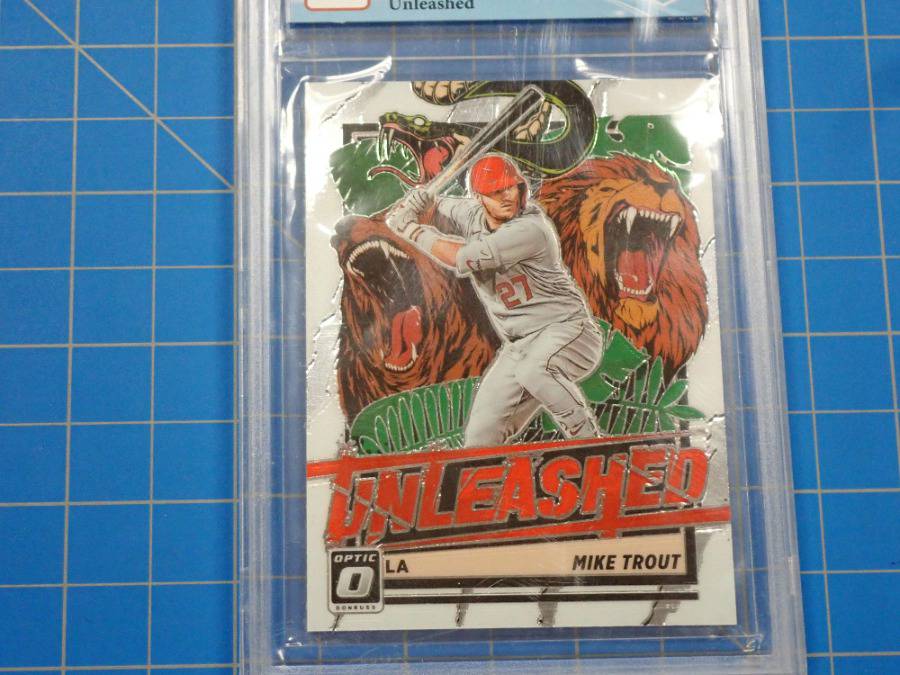 Unleashed
27
UNLEASHED
OPTIC
O
DONRUSS
LA
MIKE TROUT